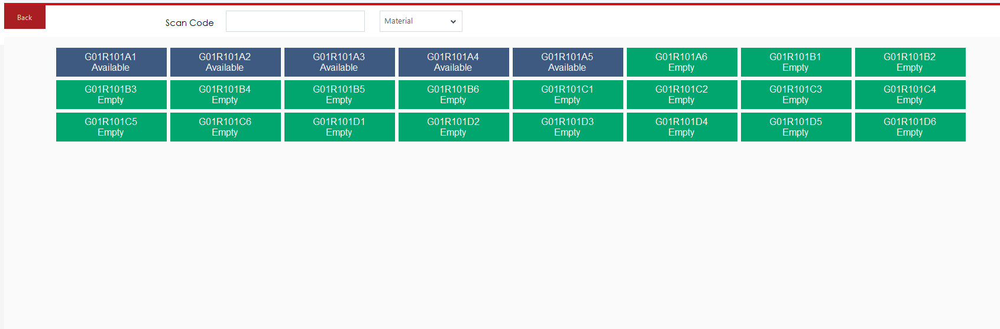 Back
Scan Code
Material
G01R101A1 G01R101A2 G01R101A3 G01R101A4 G01R101A5 G01R101A6 G01R101B1 G01R101B2
Available Available Available Available Available Empty Empty Empty
G01R101B3 G01R101B4 G01R101B5 G01R101B6 G01R101C1 G01R101C2 G01R101C3 G01R101C4
Empty Empty Empty Empty Empty Empty Empty Empty
G01R101C5 G01R101C6 G01R101D1 G01R101D2 G01R101D3 G01R101D4 G01R101D5 G01R101D6
Empty Empty Empty Empty Empty Empty Empty Empty